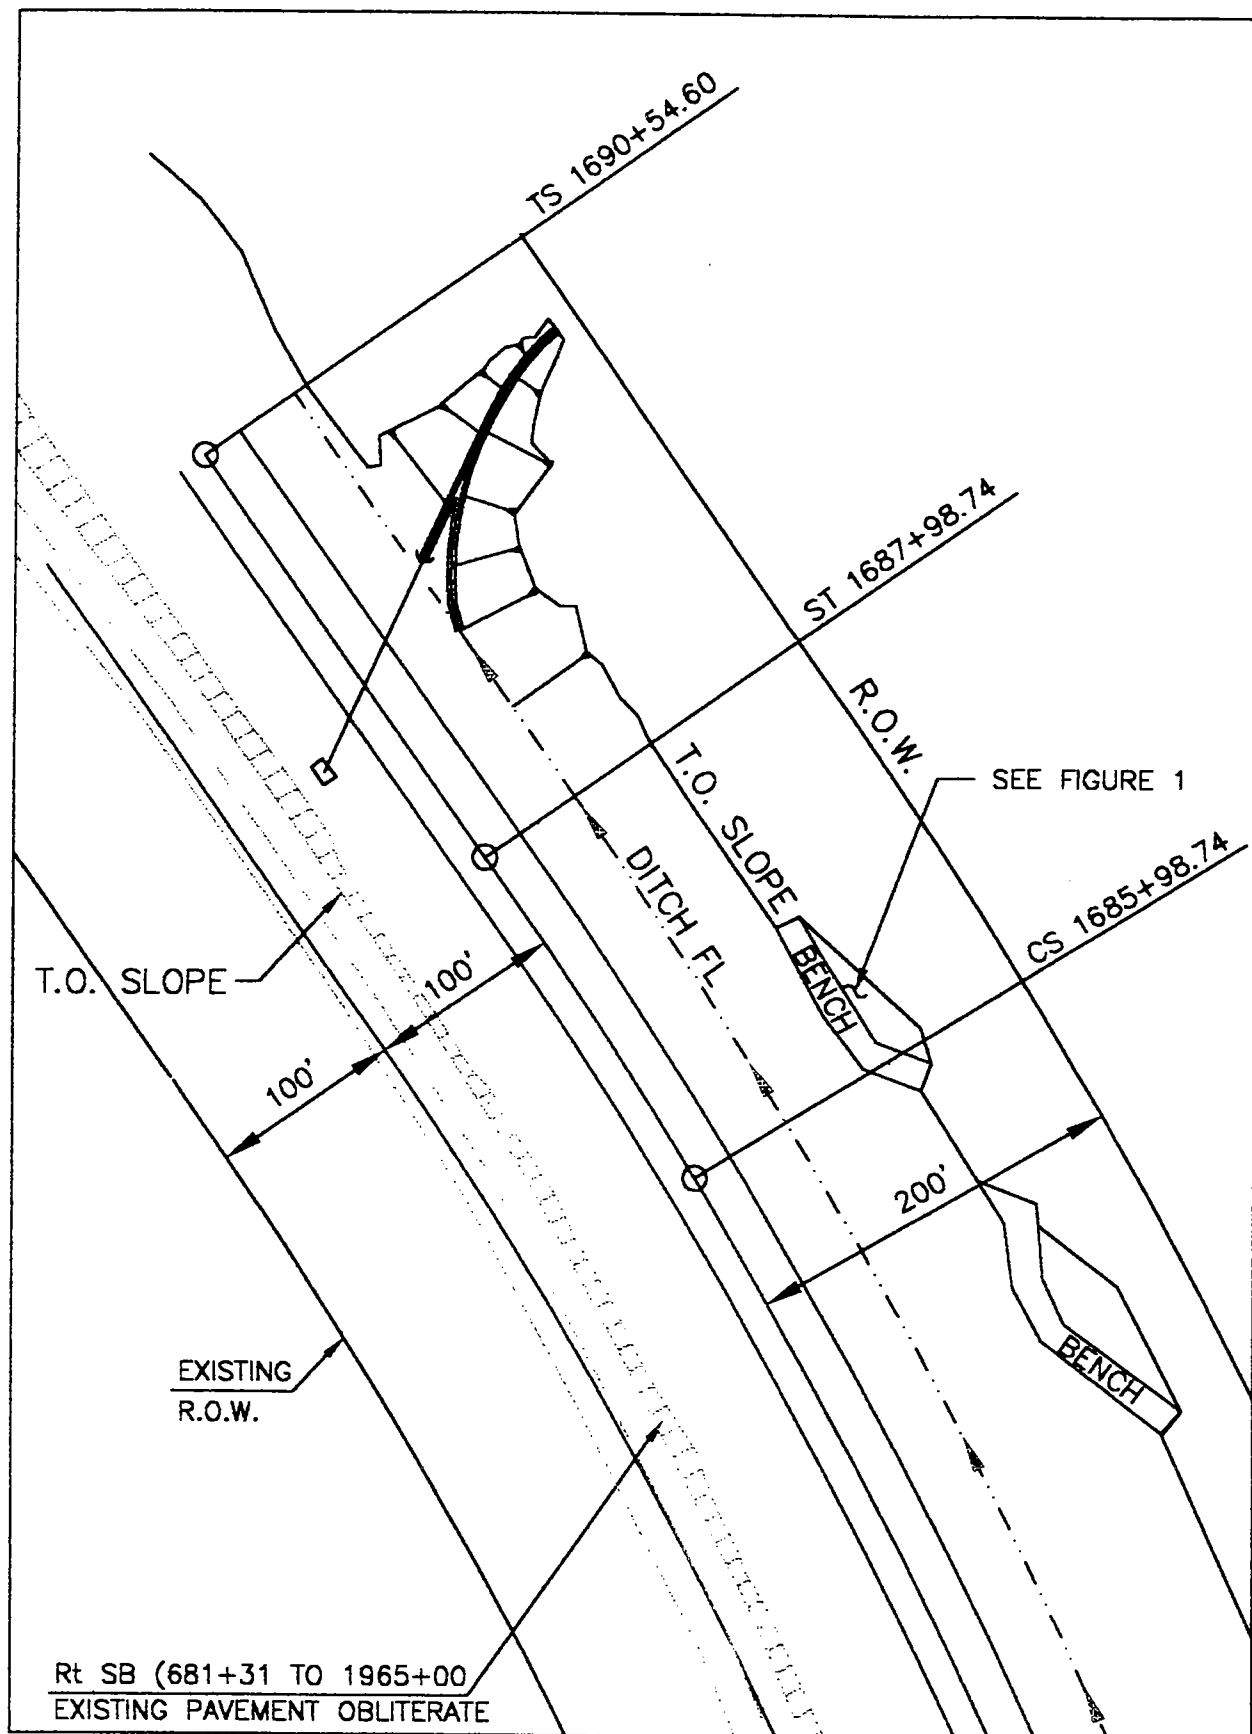 TS 1690+54.60
ST 1687+98.74
R.O.W.
SEE FIGURE 1
T.O. SLOPE
DITCH FL
CS 1685+98.74
BENCH
T.O. SLOPE
100'
100'
200'
BENCH
EXISTING
R.O.W.
Rt SB (681+31 TO 1965+00
EXISTING PAVEMENT OBLITERATE